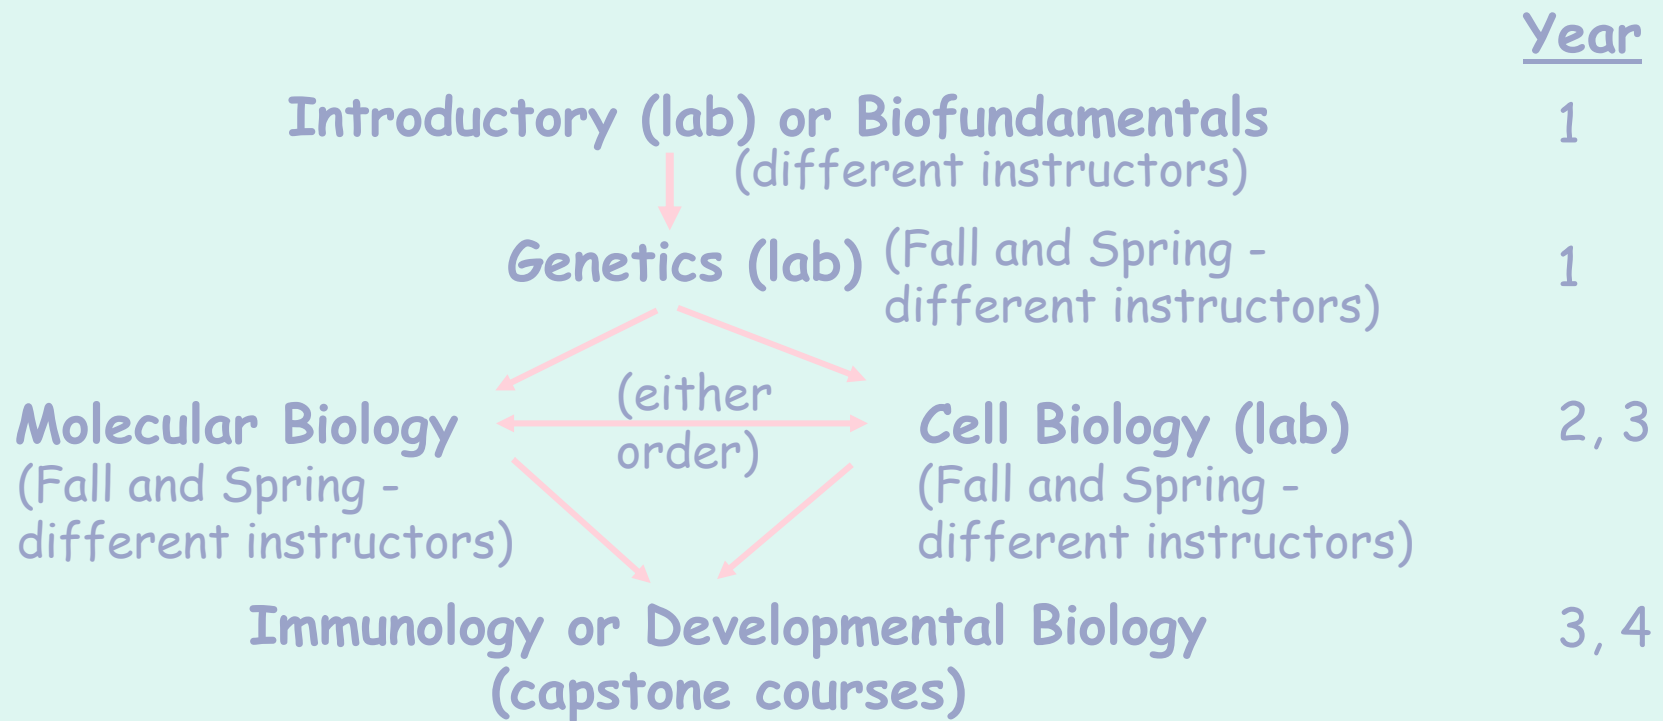 Year
Introductory (lab) or Biofundamentals
1
(different instructors)
Genetics (lab)
(Fall and Spring -
different instructors)
1
(either
order)
Molecular Biology
(Fall and Spring -
different instructors)
Cell Biology (lab)
(Fall and Spring -
different instructors)
2, 3
Immunology or Developmental Biology
(capstone courses)
3, 4